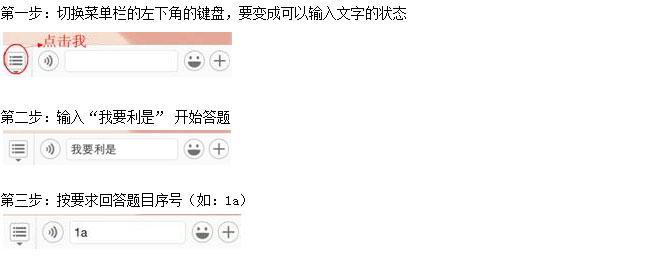 第一步：切换菜单栏的左下角的键盘，要变成可以输入文字的状态
点击我
第二步：输入“我要利是” 开始答题
我要利是
第三步：按要求回答题目序号（如：1a）
1a